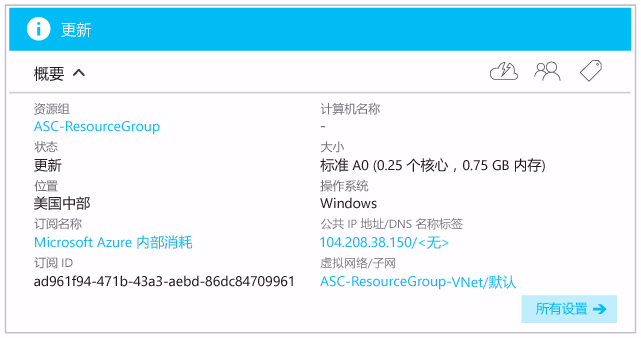 更新
概要
资源组
ASC-ResourceGroup
状态
更新
位置
美国中部
订阅名称
Microsoft Azure 内部消耗
订阅 ID
ad961f94-471b-43a3-aebd-86dc84709961
计算机名称
-
大小
标准 A0 (0.25 个核心，0.75 GB 内存)
操作系统
Windows
公共 IP 地址/DNS 名称标签
104.208.38.150/<无>
虚拟网络/子网
ASC-ResourceGroup-VNet/默认
所有设置